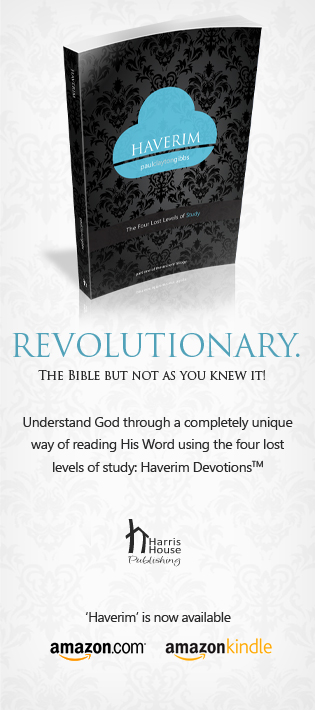 HAVERIM
HAVERIM
paulclaytongibbs
The Four Lost Levels of Study
REVOLUTIONARY.
THE BIBLE BUT NOT AS YOU KNEW IT!
Understand God through a completely unique
way of reading His Word using the four lost
levels of study: Haverim Devotions™
Harris
House
Publishing
‘Haverim’ is now available
amazon.com® amazonkindle